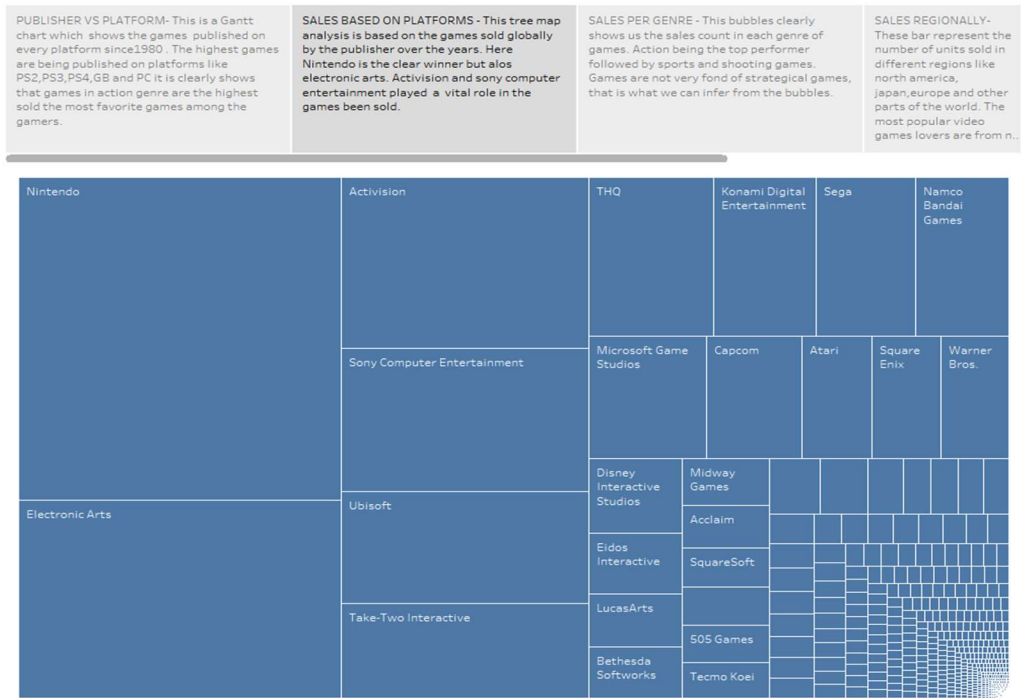 PUBLISHER VS PLATFORM- This is a Gantt
chart which shows the games published on
every platform since1980 . The highest games
are being published on platforms like
PS2,PS3,PS4,GB and PC it is clearly shows
that games in action genre are the highest
sold the most favorite games among the
gamers.
SALES BASED ON PLATFORMS - This tree map
analysis is based on the games sold globally
by the publisher over the years. Here
Nintendo is the clear winner but alos
electronic arts. Activision and sony computer
entertainment played a vital role in the
games been sold.
SALES PER GENRE - This bubbles clearly
shows us the sales count in each genre of
games. Action being the top performer
followed by sports and shooting games.
Games are not very fond of strategical games,
that is what we can infer from the bubbles.
SALES REGIONALLY-
These bar represent the
number of units sold in
different regions like
north america,
japan,europe and other
parts of the world. The
most popular video
games lovers are from n..
Nintendo
Electronic Arts
Activision
Sony Computer Entertainment
Ubisoft
Take-Two Interactive
THQ
Konami Digital
Entertainment
Sega
Namco
Bandai
Games
Microsoft Game
Studios
Capcom
Atari
Square
Enix
Warner
Bros.
Disney
Interactive
Studios
Eidos
Interactive
LucasArts
Bethesda
Softworks
Midway
Games
Acclaim
SquareSoft
505 Games
Tecmo Koei